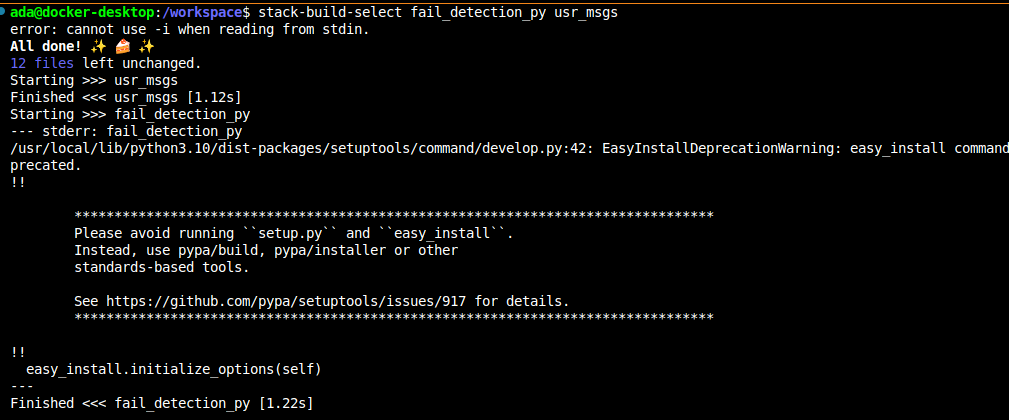 ada@docker-desktop:/workspace$ stack-build-select fail_detection_py usr_msgs
error: cannot use -i when reading from stdin.
All done! ✨ 🍰 ✨
12 files left unchanged.
Starting >>> usr_msgs
Finished <<< usr_msgs [1.12s]
Starting >>> fail_detection_py
--- stderr: fail_detection_py
/usr/local/lib/python3.10/dist-packages/setuptools/command/develop.py:42: EasyInstallDeprecationWarning: easy_install command
precated.
!!

        ********************************************************************************
        Please avoid running ``setup.py`` and ``easy_install``.
        Instead, use pypa/build, pypa/installer or other
        standards-based tools.

        See https://github.com/pypa/setuptools/issues/917 for details.
        ********************************************************************************

!!
  easy_install.initialize_options(self)
---
Finished <<< fail_detection_py [1.22s]